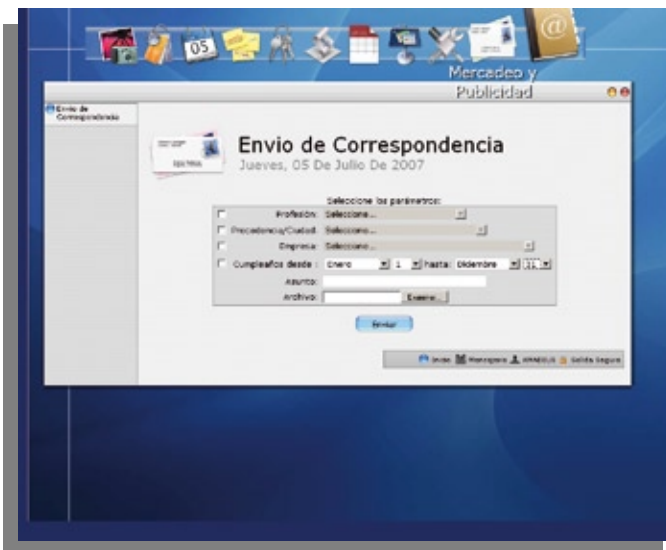 05
@
Mercadeo y
Publicidad
Envio de
Correspondencia
Envio de Correspondencia
Jueves, 05 De Julio De 2007
Seleccione los parámetros:
Profesión: Seleccione...
Procedencia/Ciudad: Seleccione...
Empresa: Seleccione...
Cumpleaños desde : Enero 1 hasta: Diciembre 31
Asunto:
Archivo: Examinar...
Enviar
Inicio Salida Segura